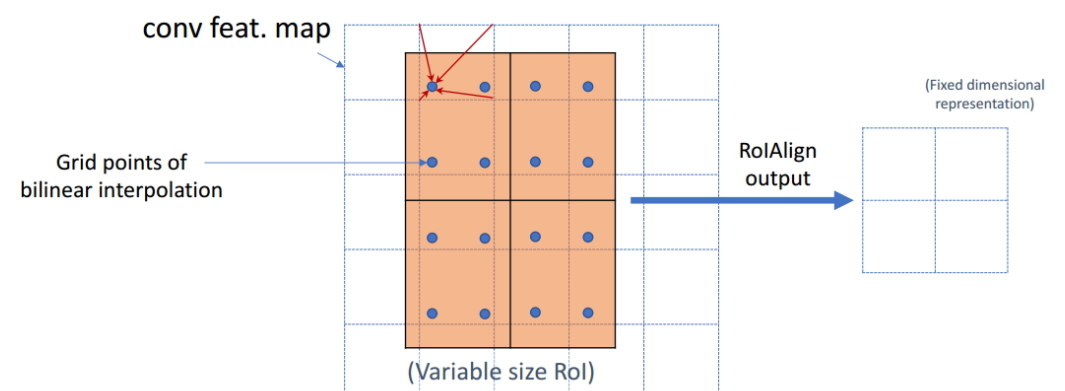 conv feat. map
(Fixed dimensional
representation)
Grid points of
bilinear interpolation
RoIAlign
output
(Variable size RoI)